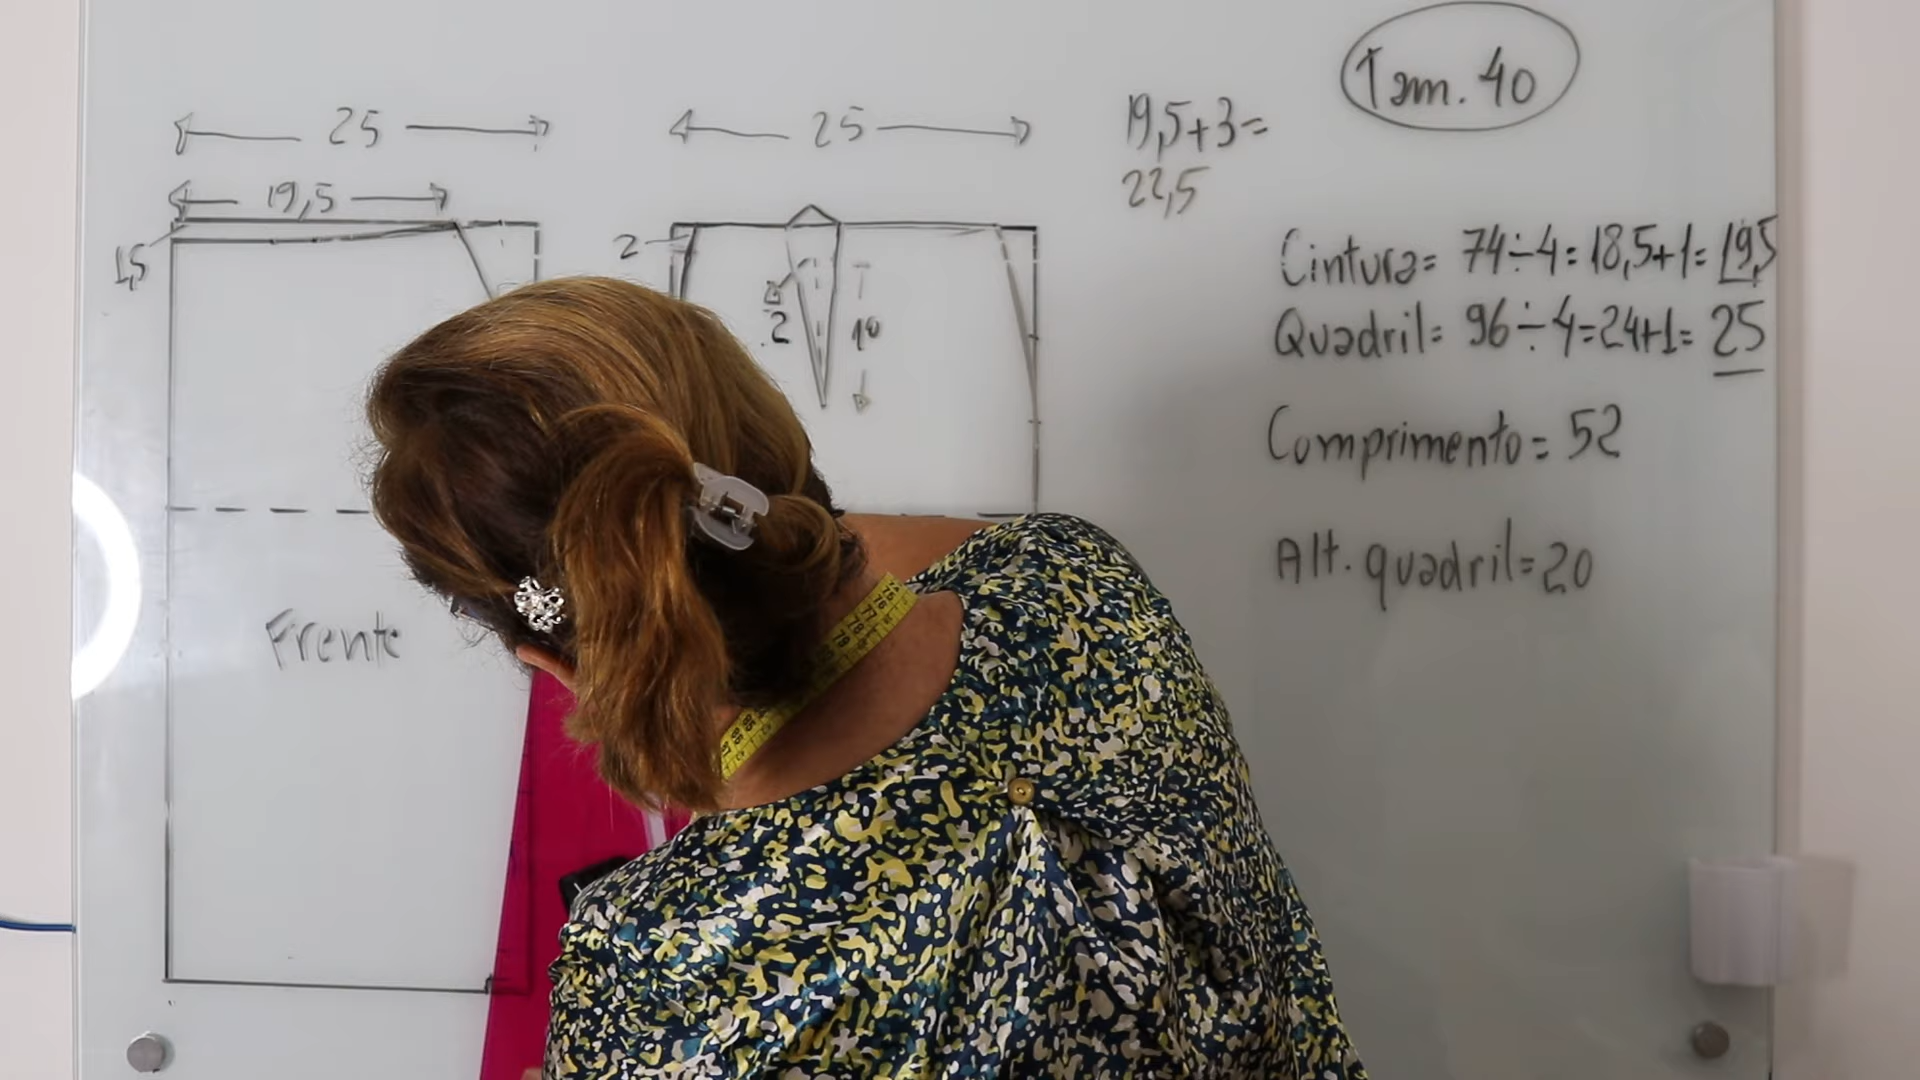 Tam. 40
25
25
19,5+3=
22,5
19,5
1,5
2
2
10
Cintura= 74÷4=18,5+1=19,5
Quadril= 96÷4=24+1=25
Comprimento=52
Alt. quadril=20
Frente